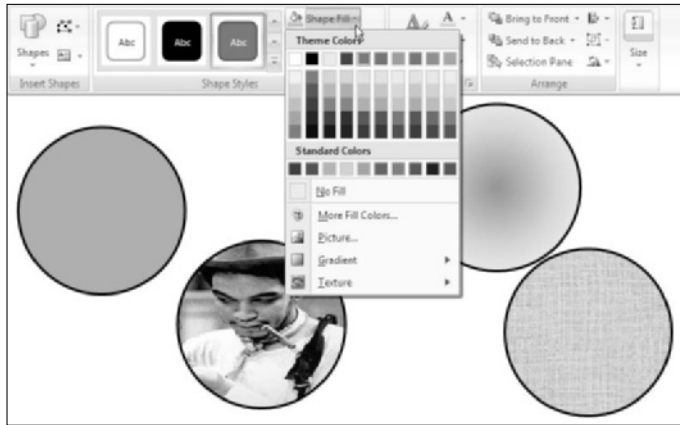 Shape Fill
Abc Abc Abc
A A
Bring to Front
Send to Back
Selection Pane
Shapes
Size
Insert Shapes
Shape Styles
Arrange
Theme Colors
Standard Colors
No Fill
More Fill Colors...
Picture...
Gradient
Texture